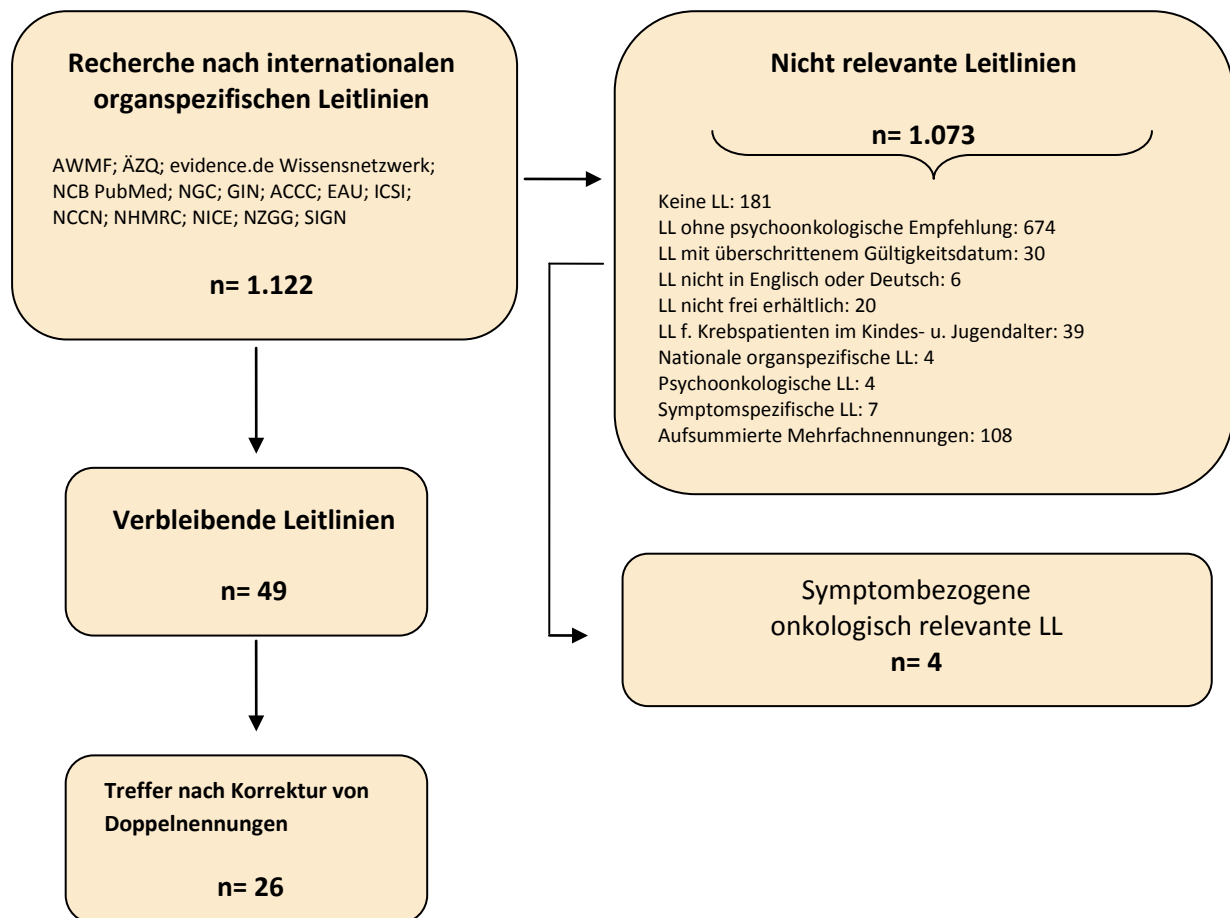 Recherche nach internationalen
organspezifischen Leitlinien
AWMF; ÄZQ; evidence.de Wissensnetzwerk;
NCB PubMed; NGC; GIN; ACCC; EAU; ICSI;
NCCN; NHMRC; NICE; NZGG; SIGN
n= 1.122
Nicht relevante Leitlinien
n= 1.073
Keine LL: 181
LL ohne psychoonkologische Empfehlung: 674
LL mit überschrittenem Gültigkeitsdatum: 30
LL nicht in Englisch oder Deutsch: 6
LL nicht frei erhältlich: 20
LL f. Krebspatienten im Kindes- u. Jugendalter: 39
Nationale organspezifische LL: 4
Psychoonkologische LL: 4
Symptomspezifische LL: 7
Aufsummierte Mehrfachnennungen: 108
Verbleibende Leitlinien
n= 49
Symptombezogene
onkologisch relevante LL
n= 4
Treffer nach Korrektur von
Doppelnennungen
n= 26